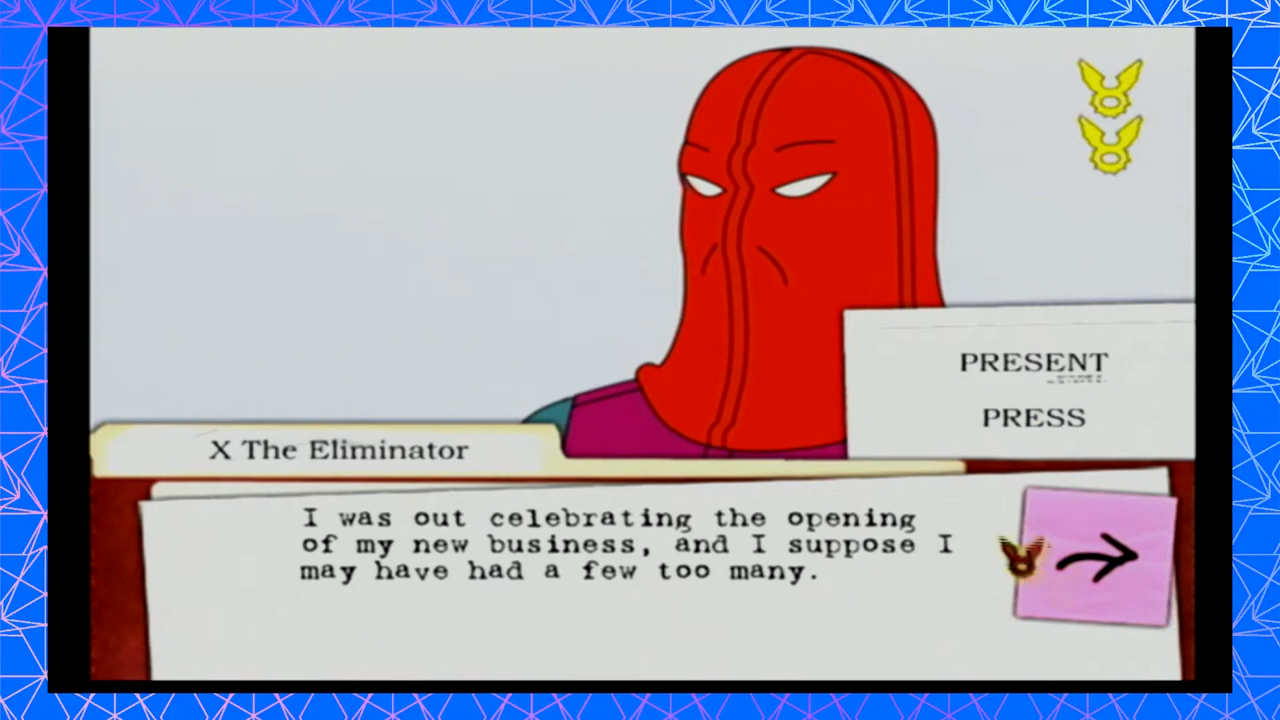 PRESENT
PRESS
X The Eliminator
I was out celebrating the opening
of my new business, and I suppose I
may have had a few too many.